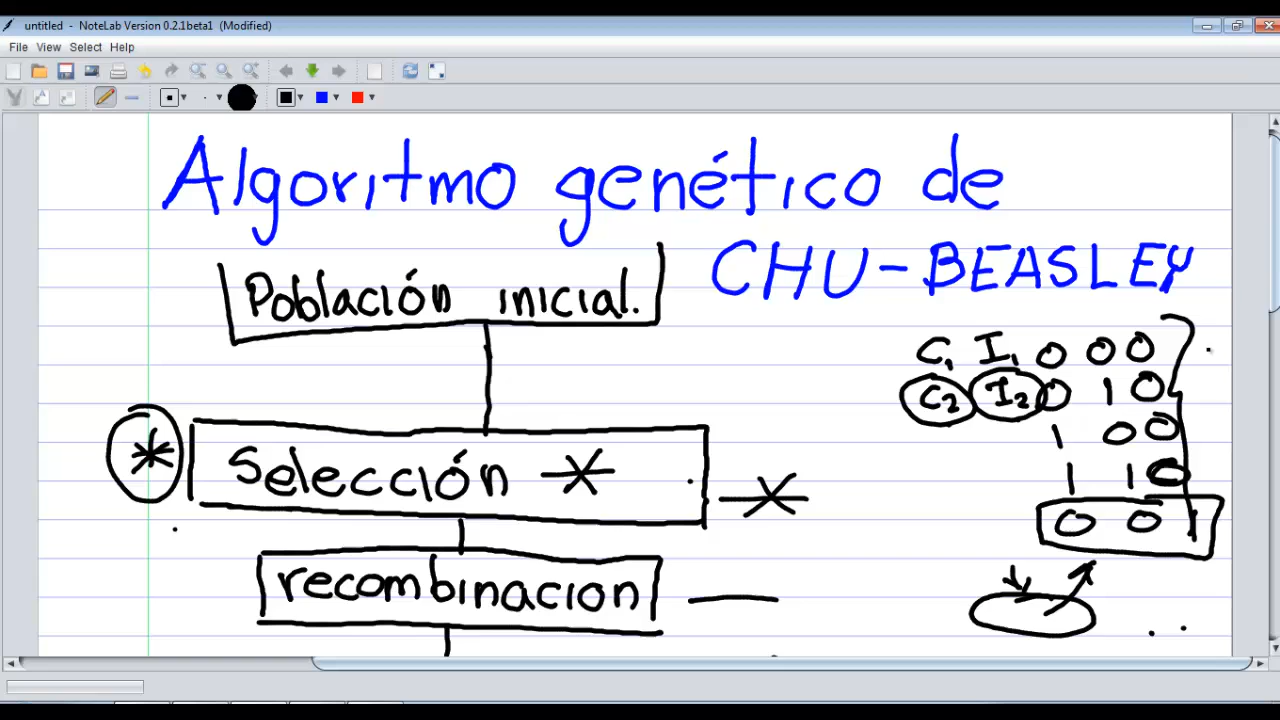 untitled - NoteLab Version 0.2.1beta1 (Modified)
File View Select Help
Algoritmo genético de
CHU-BEASLEY
Población inicial.
C1 I1 0 0 0
C2 I2 0 1 0
1 0 0
1 1 0
0 0 1
* Selección * *
recombinacion